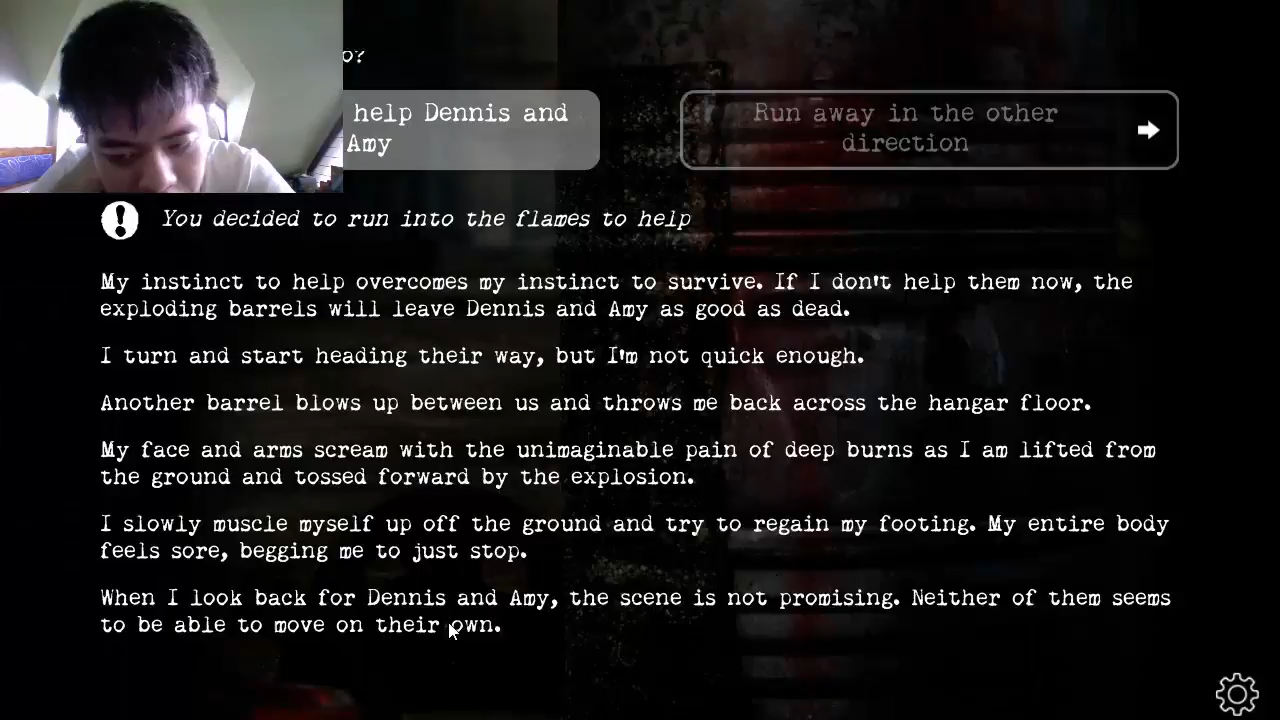 o?
help Dennis and
Amy
Run away in the other
direction
You decided to run into the flames to help
My instinct to help overcomes my instinct to survive. If I don't help them now, the
exploding barrels will leave Dennis and Amy as good as dead.
I turn and start heading their way, but I'm not quick enough.
Another barrel blows up between us and throws me back across the hangar floor.
My face and arms scream with the unimaginable pain of deep burns as I am lifted from
the ground and tossed forward by the explosion.
I slowly muscle myself up off the ground and try to regain my footing. My entire body
feels sore, begging me to just stop.
When I look back for Dennis and Amy, the scene is not promising. Neither of them seems
to be able to move on their own.